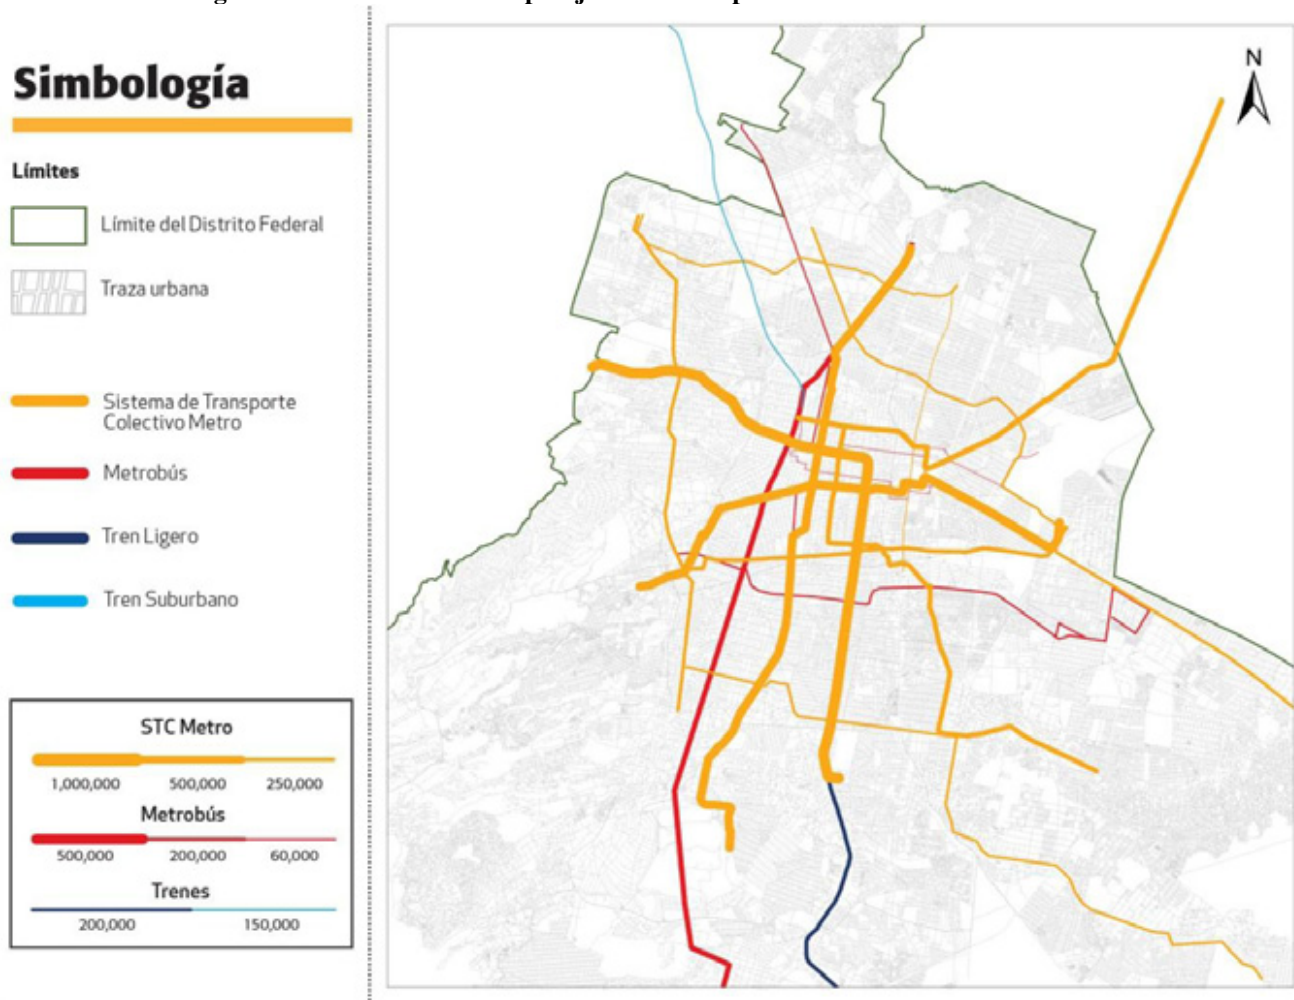 Simbología
Límites
Límite del Distrito Federal
Traza urbana
Sistema de Transporte
Colectivo Metro
Metrobús
Tren Ligero
Tren Suburbano
STC Metro
1,000,000 500,000 250,000
Metrobús
500,000 200,000 60,000
Trenes
200,000 150,000
N